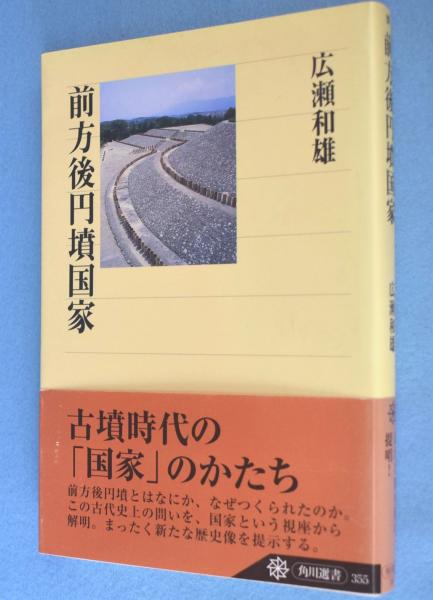 前方後円墳国家
広瀬和雄
古墳時代の
「国家」のかたち
前方後円墳とはなにか、なぜつくられたのか。
この古代史上の問いを、国家という視座から
解明。まったく新たな歴史像を提示する。
角川選書 355
前方後円墳国家
広瀬和雄